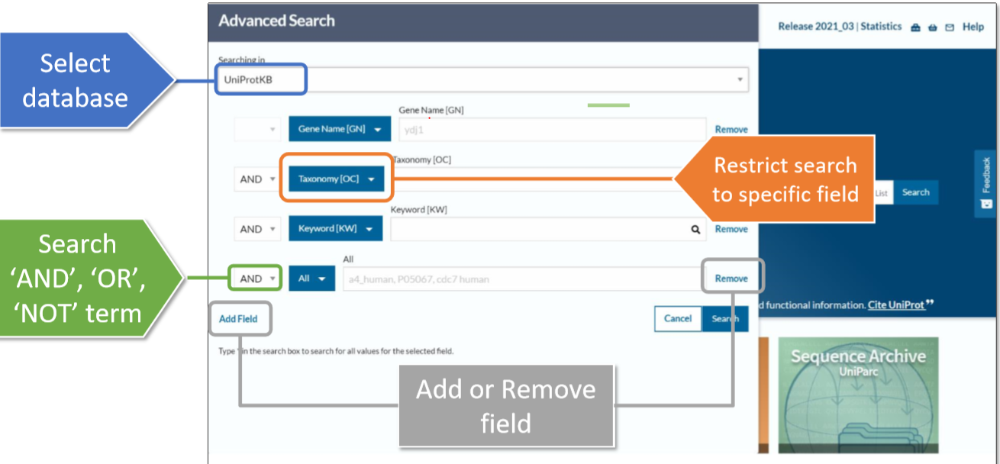 Advanced Search
Release 2021_03 | Statistics
Help
Select
database
Searching in
UniProtKB
Gene Name [GN]
Gene Name [GN]
ydj1
Remove
Taxonomy [OC]
AND
Taxonomy [OC]
Restrict search
to specific field
List
Search
Feedback
Keyword [KW]
AND
Keyword [KW]
Remove
Search
‘AND’, ‘OR’,
‘NOT’ term
All
AND
All
a4_human, P05067, cdc7 human
Remove
d functional information. Cite UniProt ”
Add Field
Cancel
Search
Type * in the search box to search for all values for the selected field.
Sequence Archive
UniParc
Add or Remove
field